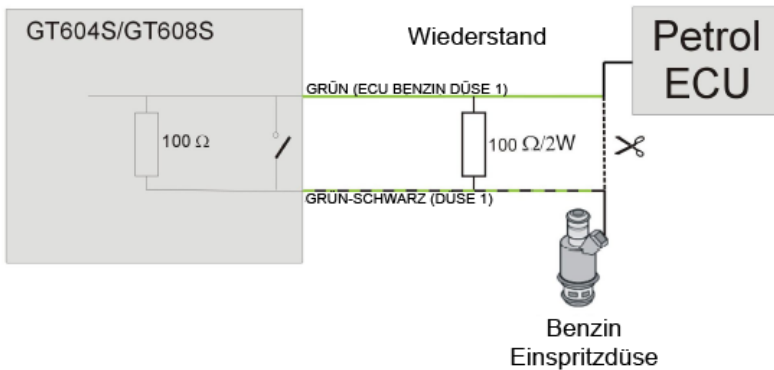 GT604S/GT608S
Wiederstand
Petrol
ECU
GRÜN (ECU BENZIN DÜSE 1)
100 Ω
100 Ω/2W
GRÜN-SCHWARZ (DÜSE 1)
Benzin
Einspritzdüse